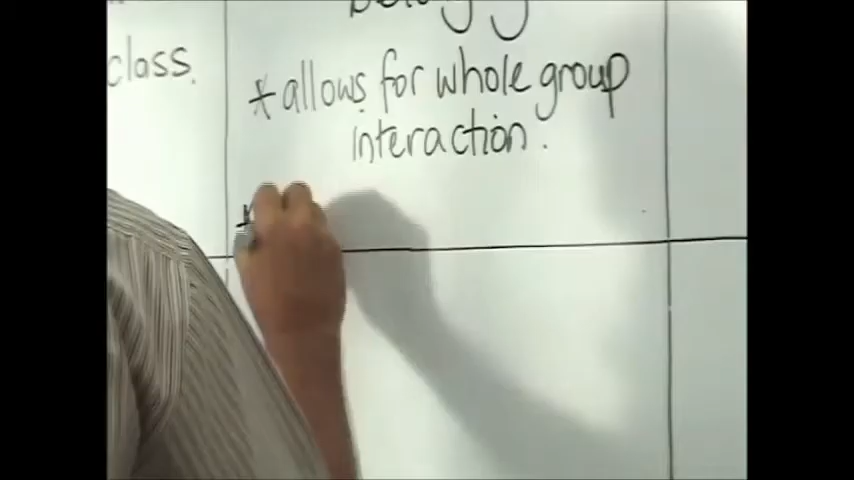 class.
* allows for whole group
interaction.
*